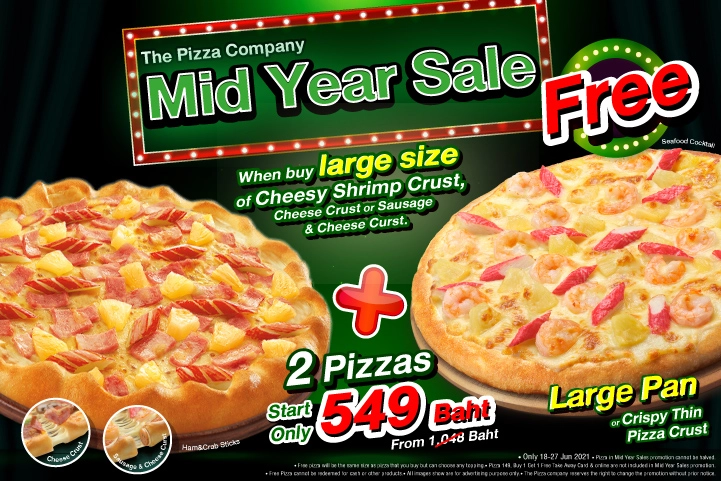 The Pizza Company
Mid Year Sale
Free
Seafood Cocktail
When buy large size
of Cheesy Shrimp Crust,
Cheese Crust or Sausage
& Cheese Curst.
2 Pizzas
Start Only 549 Baht
From 1,048 Baht
Large Pan
or Crispy Thin
Pizza Crust
Cheese Crust
Sausage & Cheese Curst
Ham&Crab Sticks
• Only 18-27 Jun 2021 • Pizza in Mid Year Sales promotion cannot be halved.
• Free pizza will be the same size as pizza that you buy but can choose any topping. • Pizza 149, Buy 1 Get 1 Free Take Away Card & online are not included in Mid Year Sales promotion.
• Free Pizza cannot be redeemed for cash or other products. • All images show are for advertising purpose only. • The Pizza company reserves the right to change the promotion without prior notice.